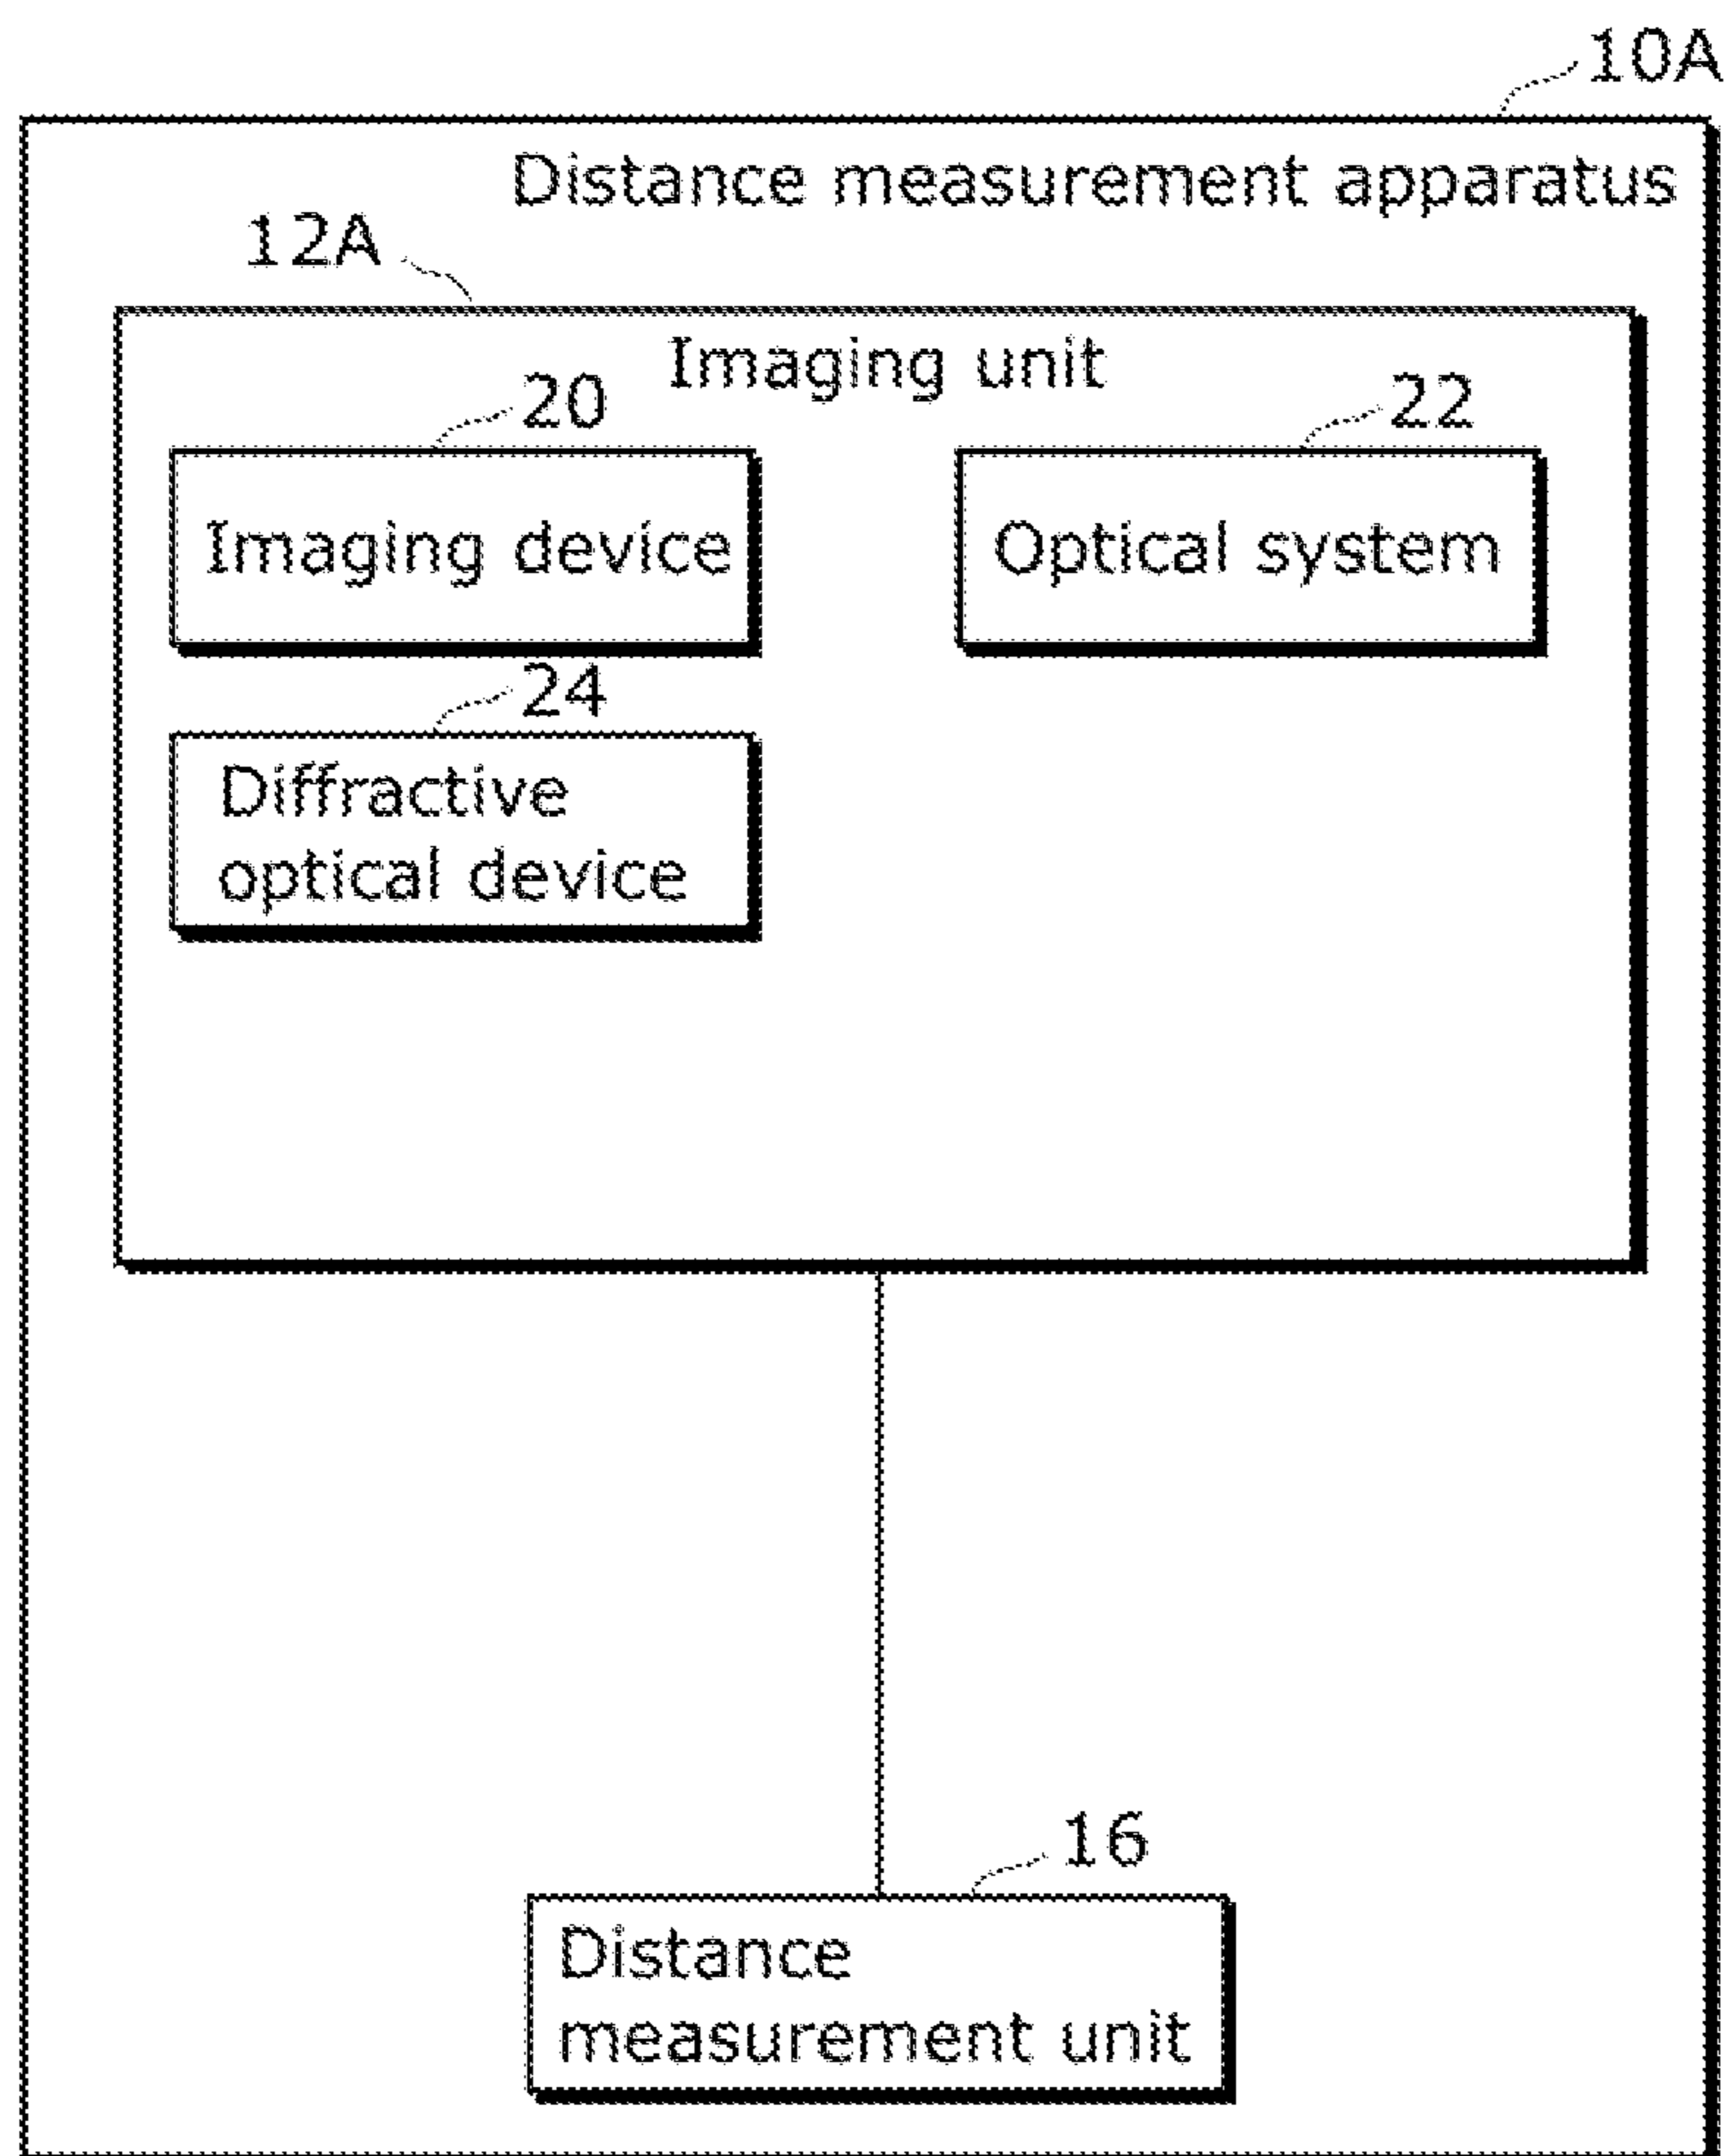 10A
Distance measurement apparatus
12A
Imaging unit
20
22
Imaging device
Optical system
24
Diffractive
optical device
16
Distance
measurement unit